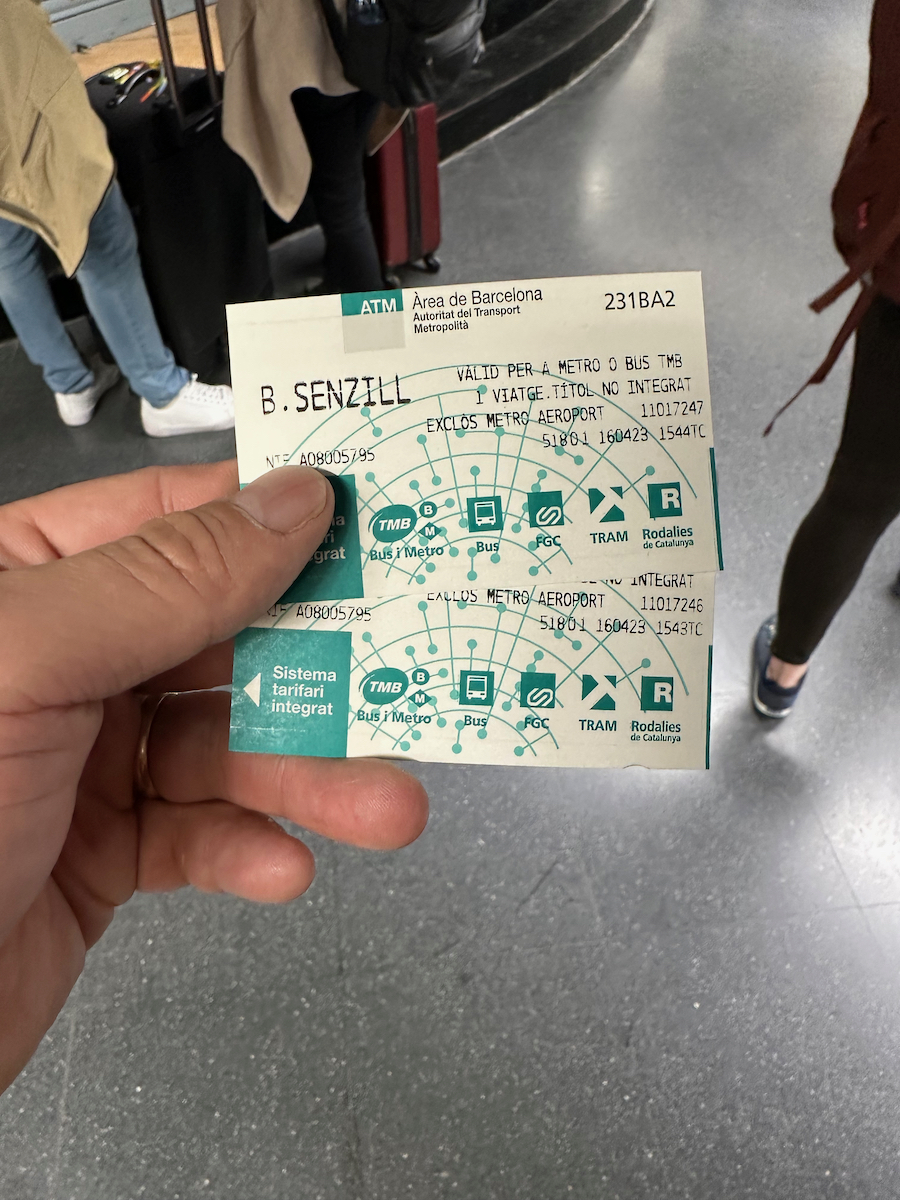 ATM
Àrea de Barcelona
Autoritat del Transport
Metropolità
231BA2
B.SENZILL
VALID PER A METRO O BUS TMB
1 VIATGE.TÍTOL NO INTEGRAT
EXCLÒS METRO AEROPORT 11017247
51801 160423 1544TC
NIF A08005795
TMB B M
Bus i Metro
Bus
FGC
TRAM
R
Rodalies
de Catalunya
NO INTEGRAT
EXCLÒS METRO AEROPORT 11017246
51801 160423 1543TC
A08005795
Sistema
tarifari
integrat
TMB B M
Bus i Metro
Bus
FGC
TRAM
R
Rodalies
de Catalunya